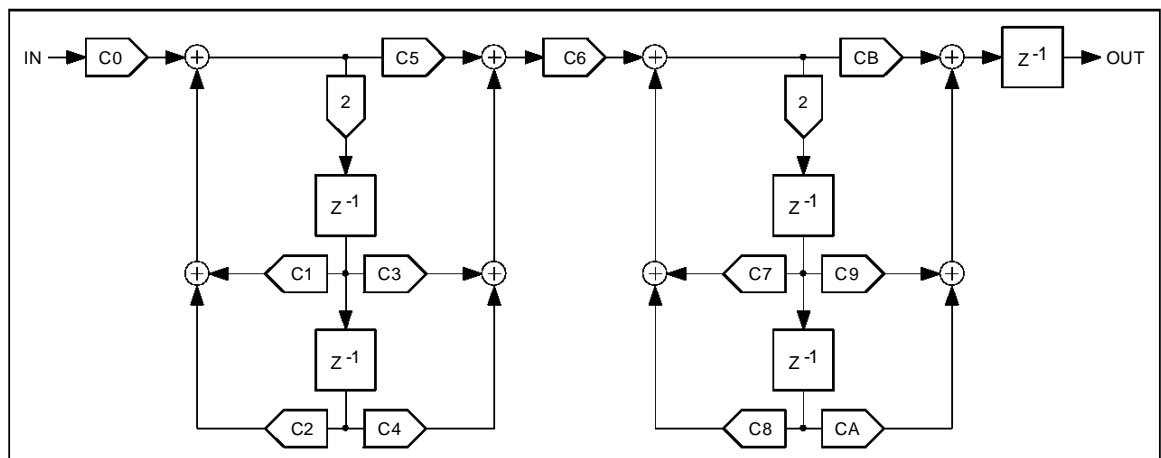 IN C0 C5 C6 CB Z-1 OUT
2 2
Z-1 Z-1
C1 C3 C7 C9
Z-1 Z-1
C2 C4 C8 CA